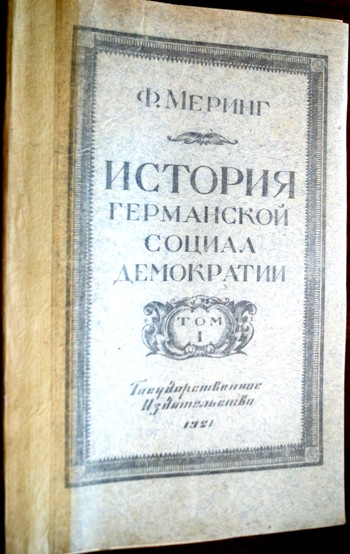 Ф. МЕРИНГ
ИСТОРИЯ
ГЕРМАНСКОЙ
СОЦИАЛ
ДЕМОКРАТИИ
ТОМ
I
Государственное
Издательство
1921